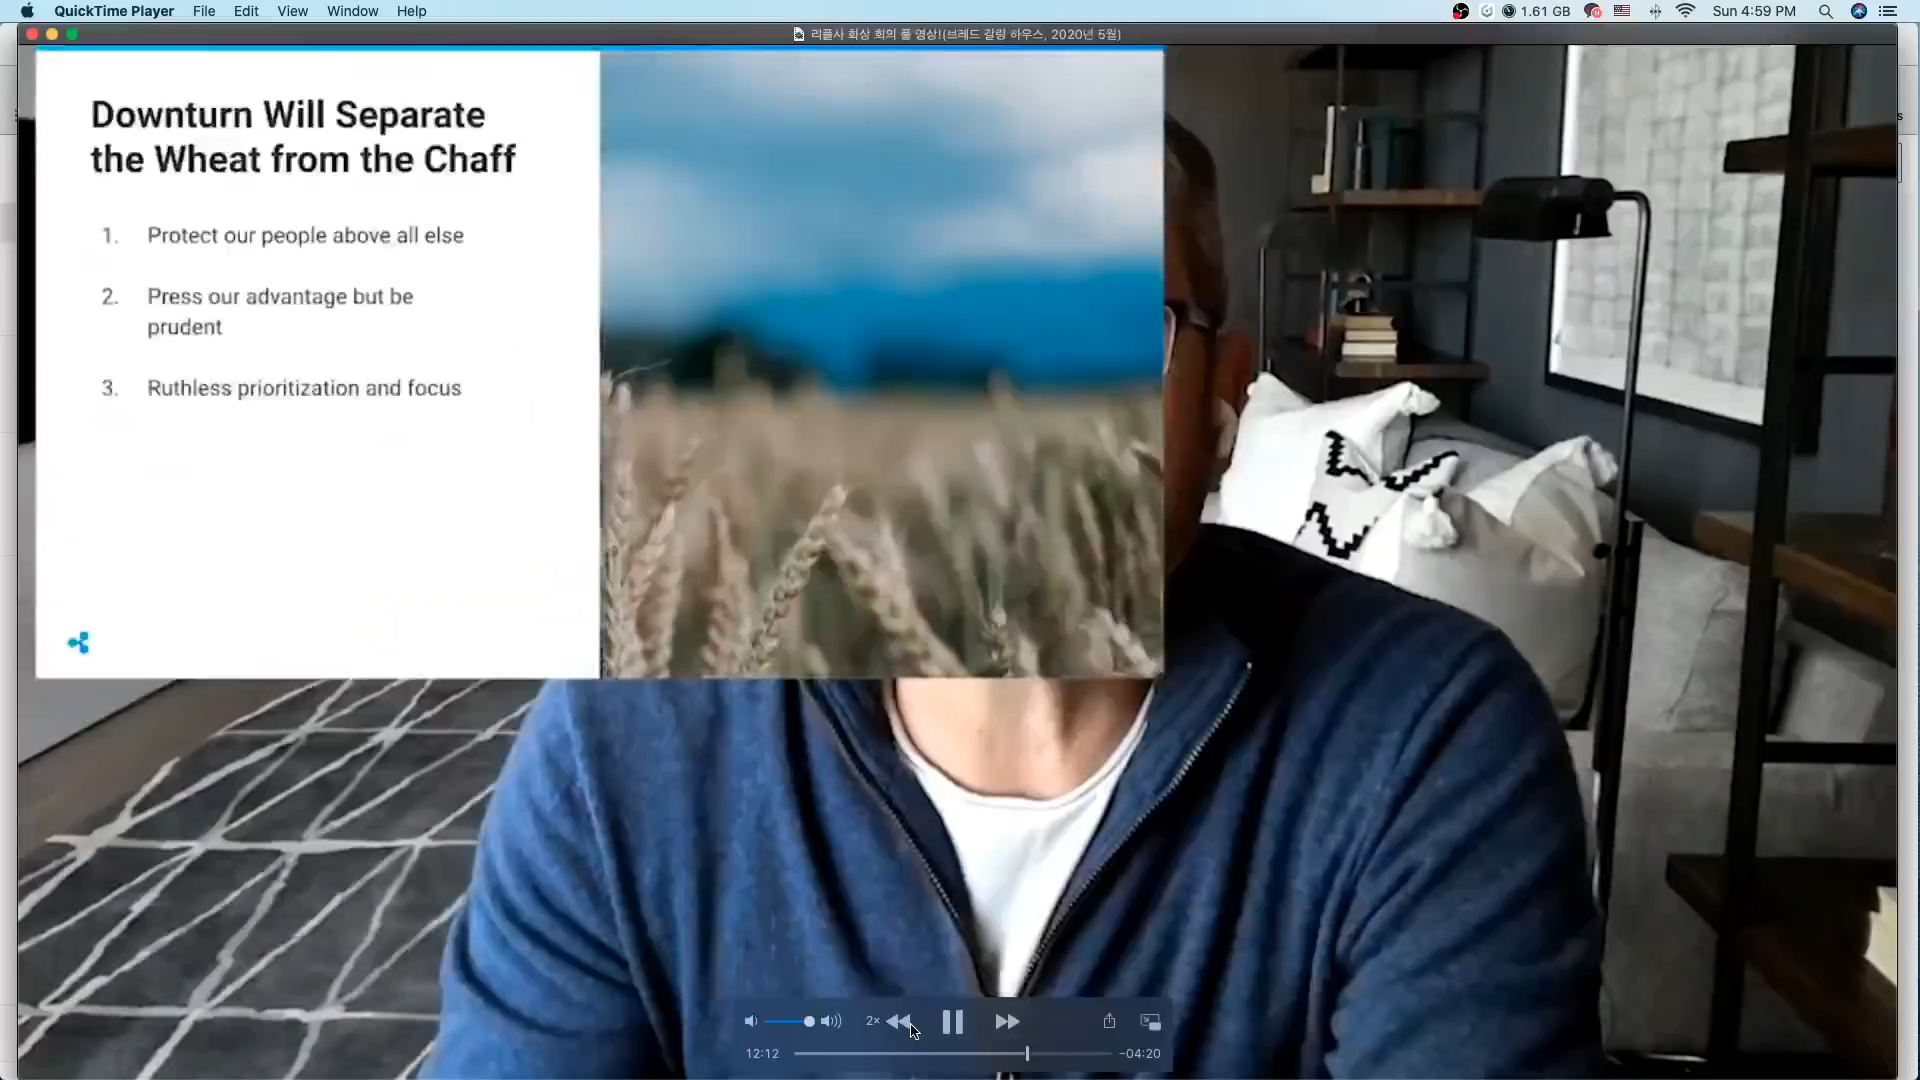 QuickTime Player File Edit View Window Help 1.61 GB Sun 4:59 PM
리플사 화상 회의 풀 영상!(브레드 갈링 하우스, 2020년 5월)
Downturn Will Separate
the Wheat from the Chaff
1. Protect our people above all else
2. Press our advantage but be
prudent
3. Ruthless prioritization and focus
2×
12:12 −04:20